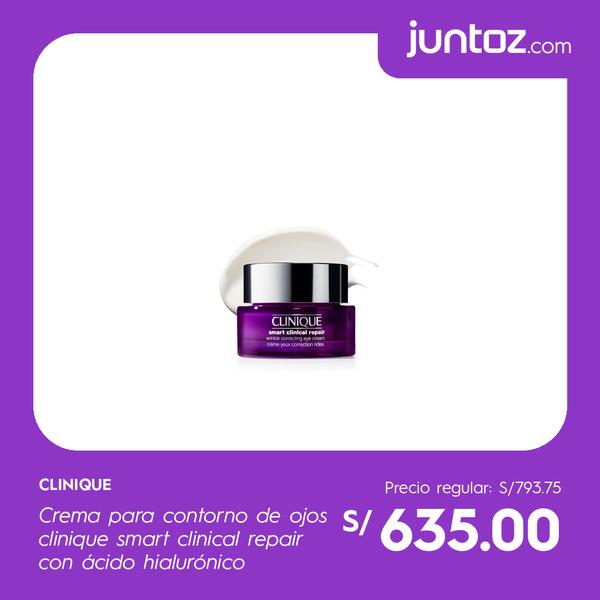 juntoz.com
CLINIQUE
smart clinical repair
wrinkle correcting eye cream
crème yeux correction rides
CLINIQUE
Crema para contorno de ojos
clinique smart clinical repair
con ácido hialurónico
Precio regular: S/793.75
S/ 635.00